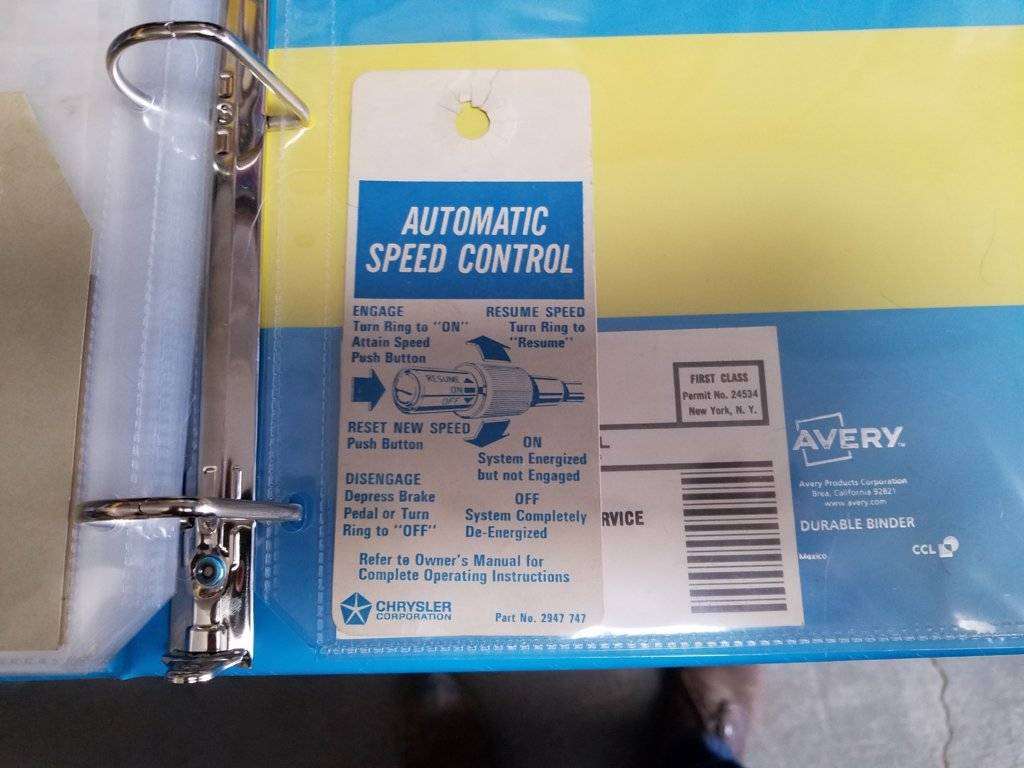 AUTOMATIC
SPEED CONTROL
ENGAGE
Turn Ring to "ON"
Attain Speed
Push Button
RESUME SPEED
Turn Ring to
"Resume"
RESUME
ON
OFF
RESET NEW SPEED
Push Button
ON
System Energized
but not Engaged
DISENGAGE
Depress Brake
Pedal or Turn
Ring to "OFF"
OFF
System Completely
De-Energized
Refer to Owner's Manual for
Complete Operating Instructions
CHRYSLER
CORPORATION
Part No. 2947 747
FIRST CLASS
Permit No. 24534
New York, N. Y.
RVICE
AVERY
Avery Products Corporation
Brea, California 92821
www.avery.com
DURABLE BINDER
Mexico
CCL